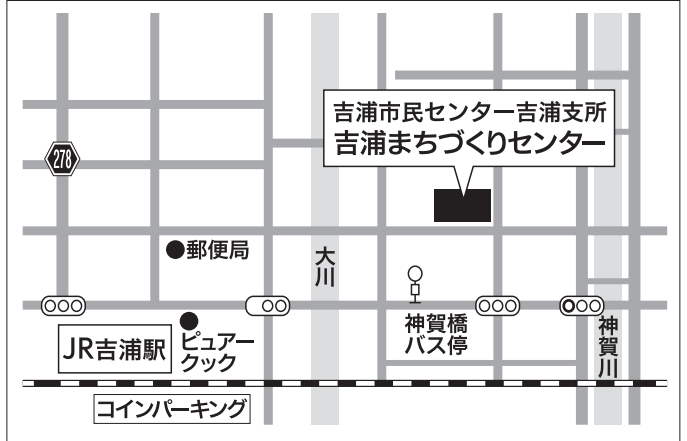 吉浦市民センター吉浦支所
吉浦まちづくりセンター
278
郵便局
大川
神賀橋
バス停
神賀川
JR吉浦駅
ピュアー
クック
コインパーキング